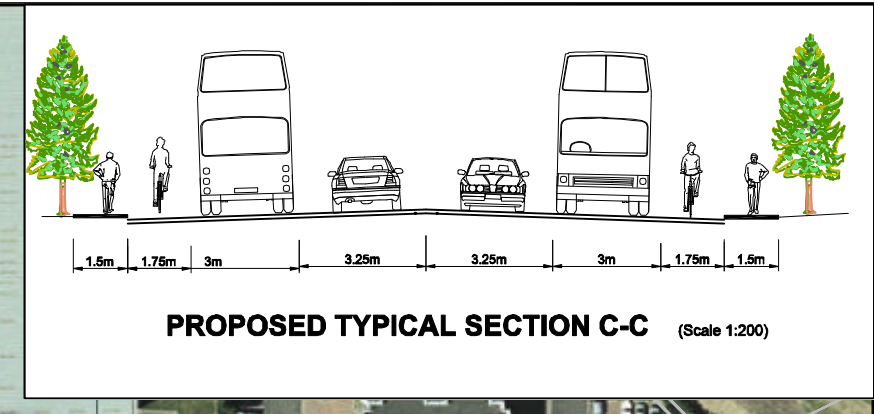 1.5m 1.75m 3m 3.25m 3.25m 3m 1.75m 1.5m
PROPOSED TYPICAL SECTION C-C (Scale 1:200)